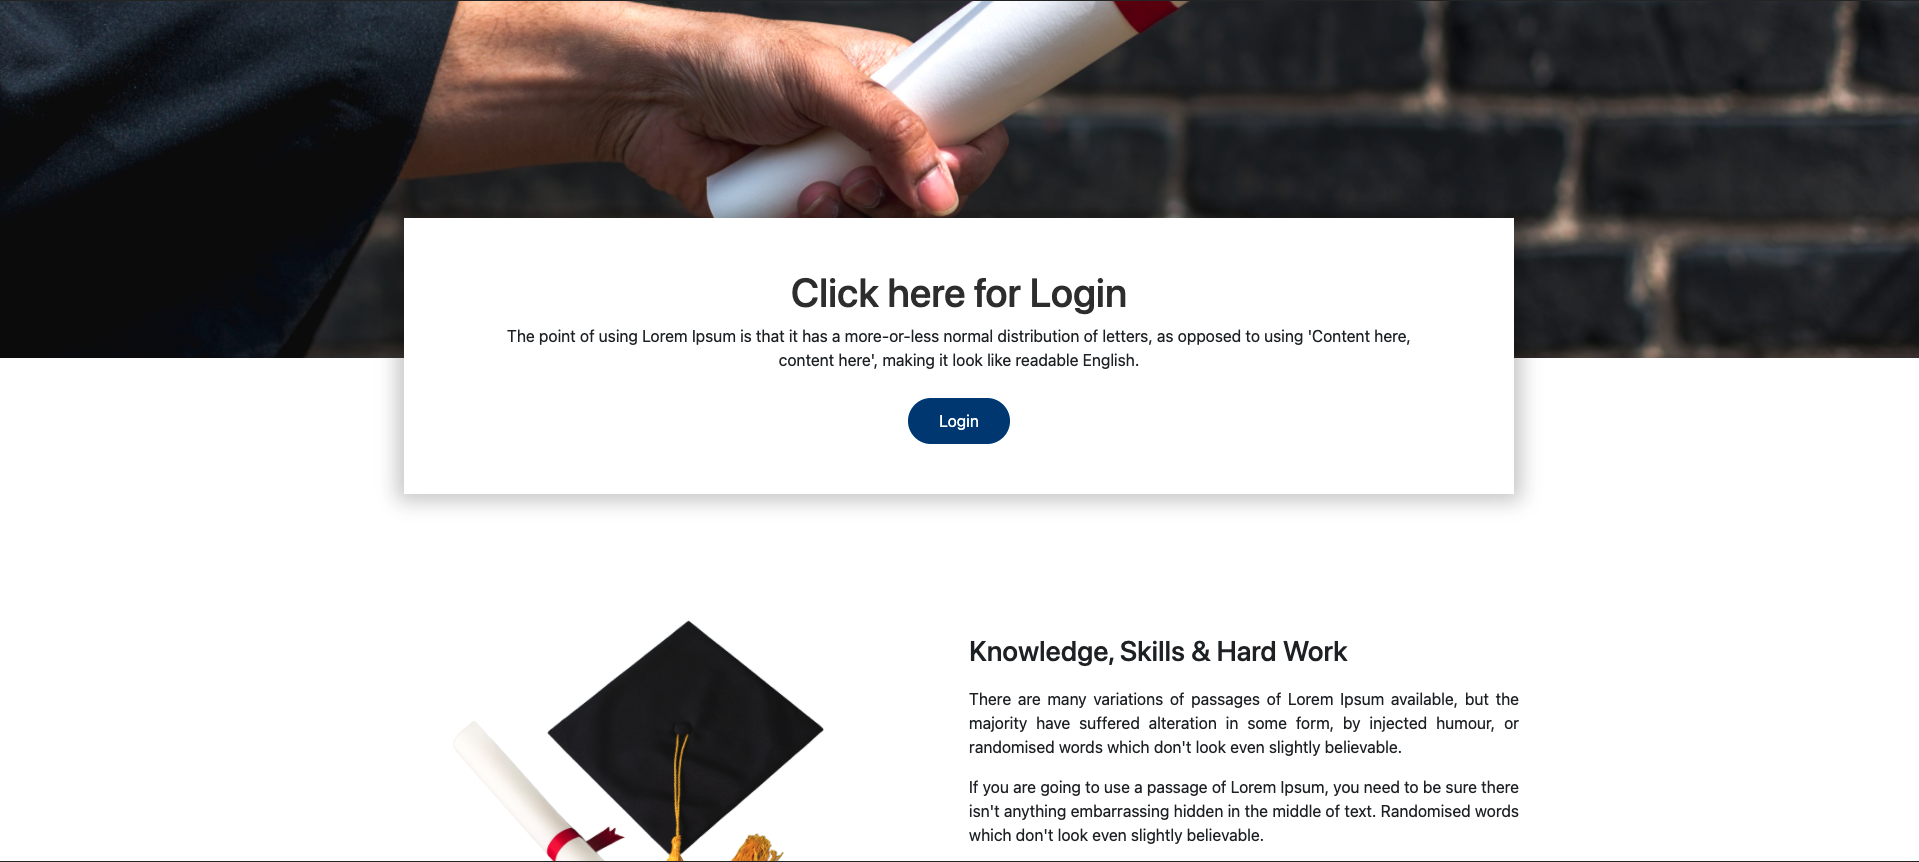 Click here for Login
The point of using Lorem Ipsum is that it has a more-or-less normal distribution of letters, as opposed to using 'Content here,
content here', making it look like readable English.
Login
Knowledge, Skills & Hard Work
There are many variations of passages of Lorem Ipsum available, but the
majority have suffered alteration in some form, by injected humour, or
randomised words which don't look even slightly believable.
If you are going to use a passage of Lorem Ipsum, you need to be sure there
isn't anything embarrassing hidden in the middle of text. Randomised words
which don't look even slightly believable.